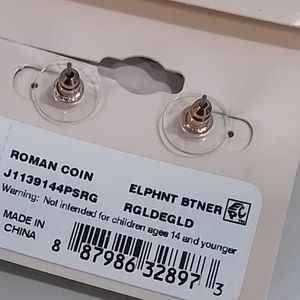 ROMAN COIN ELPHNT BTNER
J1139144PSRG RGLDEGLD
Warning: Not intended for children ages 14 and younger
MADE IN
CHINA
8 87986 32897 3